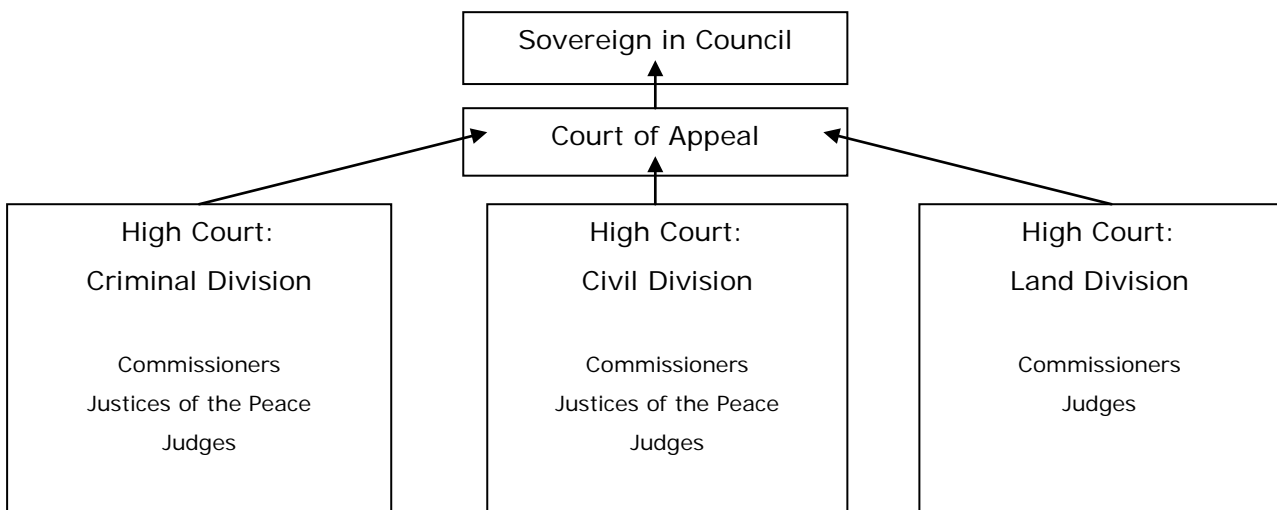 Sovereign in Council
Court of Appeal
High Court:
Criminal Division
Commissioners
Justices of the Peace
Judges
High Court:
Civil Division
Commissioners
Justices of the Peace
Judges
High Court:
Land Division
Commissioners
Judges